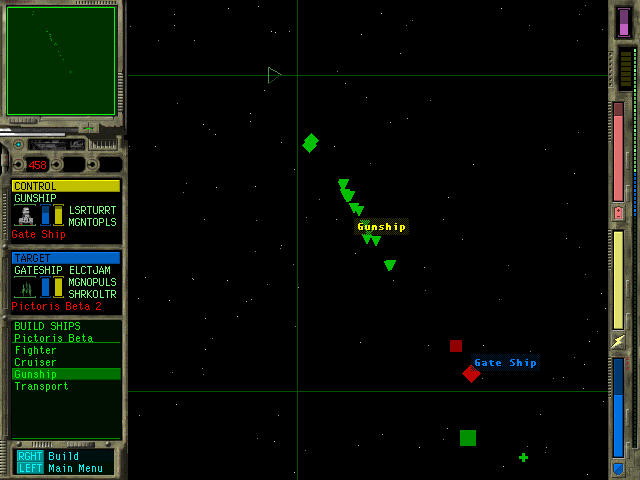 458
CONTROL
GUNSHIP
LSRTURRT
MGNTOPLS
Gate Ship
TARGET
GATESHIP ELCTJAM
MGNOPULS
SHRKOLTR
Pictoris Beta 2
BUILD SHIPS
Pictoris Beta
Fighter
Cruiser
Gunship
Transport
RGHT Build
LEFT Main Menu
Gunship
Gate Ship